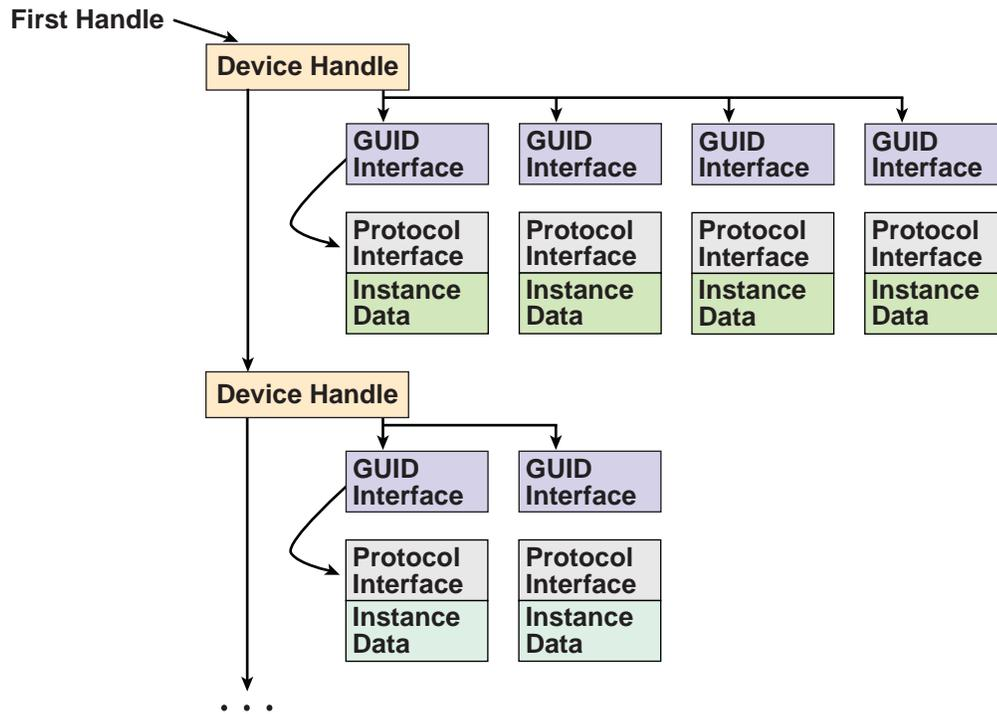 First Handle
Device Handle
GUID Interface
GUID Interface
GUID Interface
GUID Interface
Protocol Interface
Protocol Interface
Protocol Interface
Protocol Interface
Instance Data
Instance Data
Instance Data
Instance Data
Device Handle
GUID Interface
GUID Interface
Protocol Interface
Protocol Interface
Instance Data
Instance Data
. . .